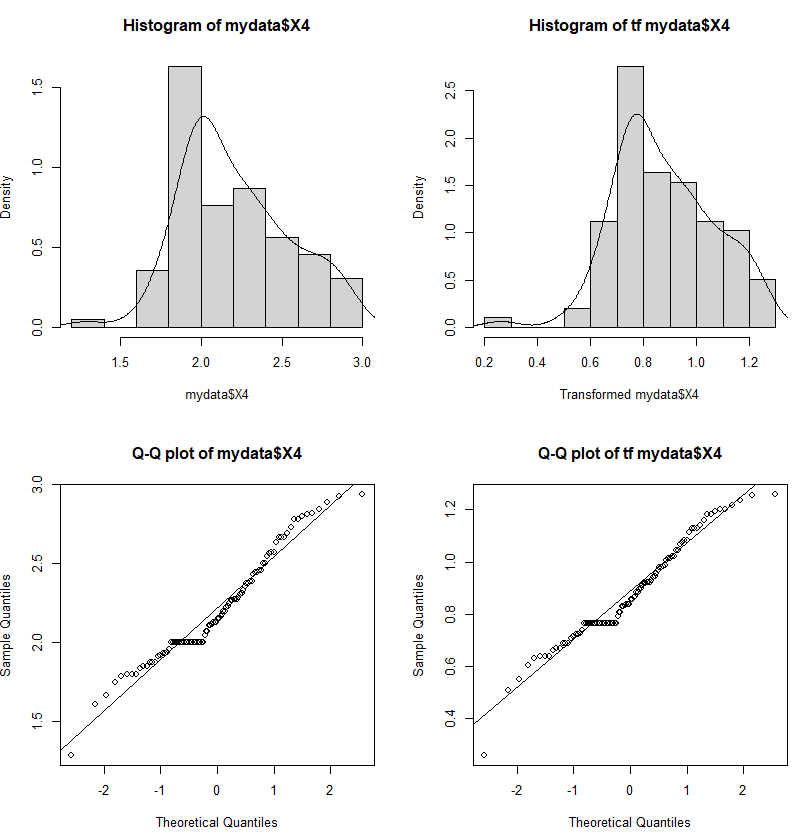 Histogram of mydata$X4
Density
0.0 0.5 1.0 1.5
1.5 2.0 2.5 3.0
mydata$X4
Histogram of tf mydata$X4
Density
0.0 0.5 1.0 1.5 2.0 2.5
0.2 0.4 0.6 0.8 1.0 1.2
Transformed mydata$X4
Q-Q plot of mydata$X4
Sample Quantiles
1.5 2.0 2.5 3.0
-2 -1 0 1 2
Theoretical Quantiles
Q-Q plot of tf mydata$X4
Sample Quantiles
0.4 0.6 0.8 1.0 1.2
-2 -1 0 1 2
Theoretical Quantiles